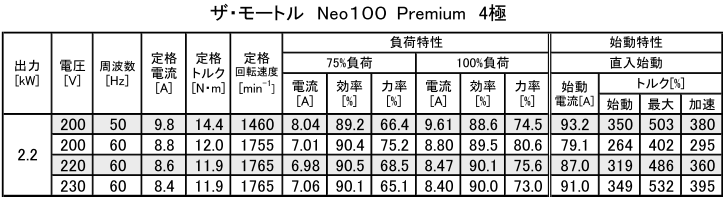 ザ・モートル Neo100 Premium 4極
出力 [kW] 電圧 [V] 周波数 [Hz] 定格電流 [A] 定格トルク [N・m] 定格回転速度 [min⁻¹] 負荷特性 始動特性
75%負荷 100%負荷 直入始動
電流 [A] 効率 [%] 力率 [%] 電流 [A] 効率 [%] 力率 [%] 始動電流[A] トルク[%]
始動 最大 加速
2.2
200 50 9.8 14.4 1460 8.04 89.2 66.4 9.61 88.6 74.5 93.2 350 503 380
200 60 8.8 12.0 1755 7.01 90.4 75.2 8.80 89.5 80.6 79.1 264 402 295
220 60 8.6 11.9 1765 6.98 90.5 68.5 8.47 90.1 75.6 87.0 319 486 360
230 60 8.4 11.9 1765 7.06 90.1 65.1 8.40 90.0 73.0 91.0 349 532 395